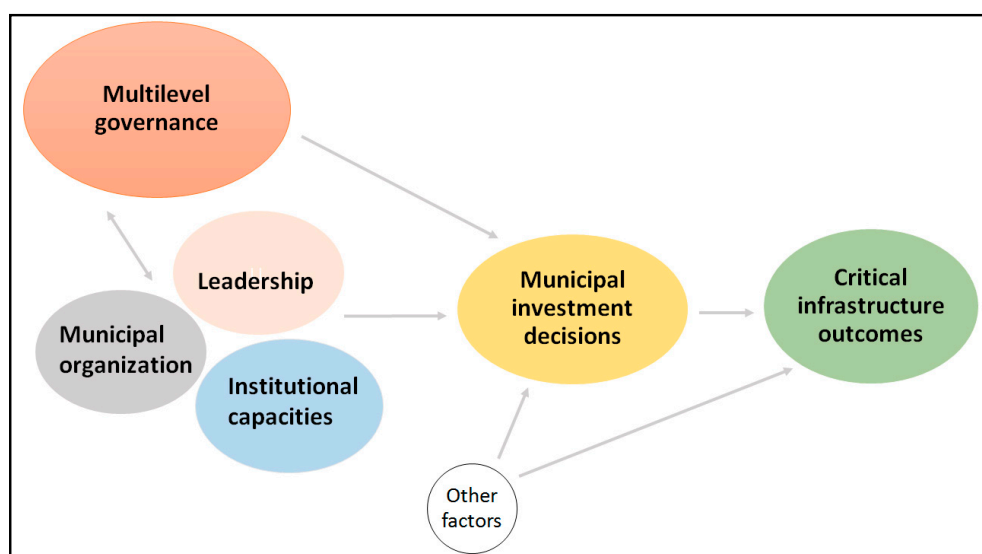 Multilevel
governance
Leadership
Municipal
organization
Institutional
capacities
Municipal
investment
decisions
Critical
infrastructure
outcomes
Other
factors